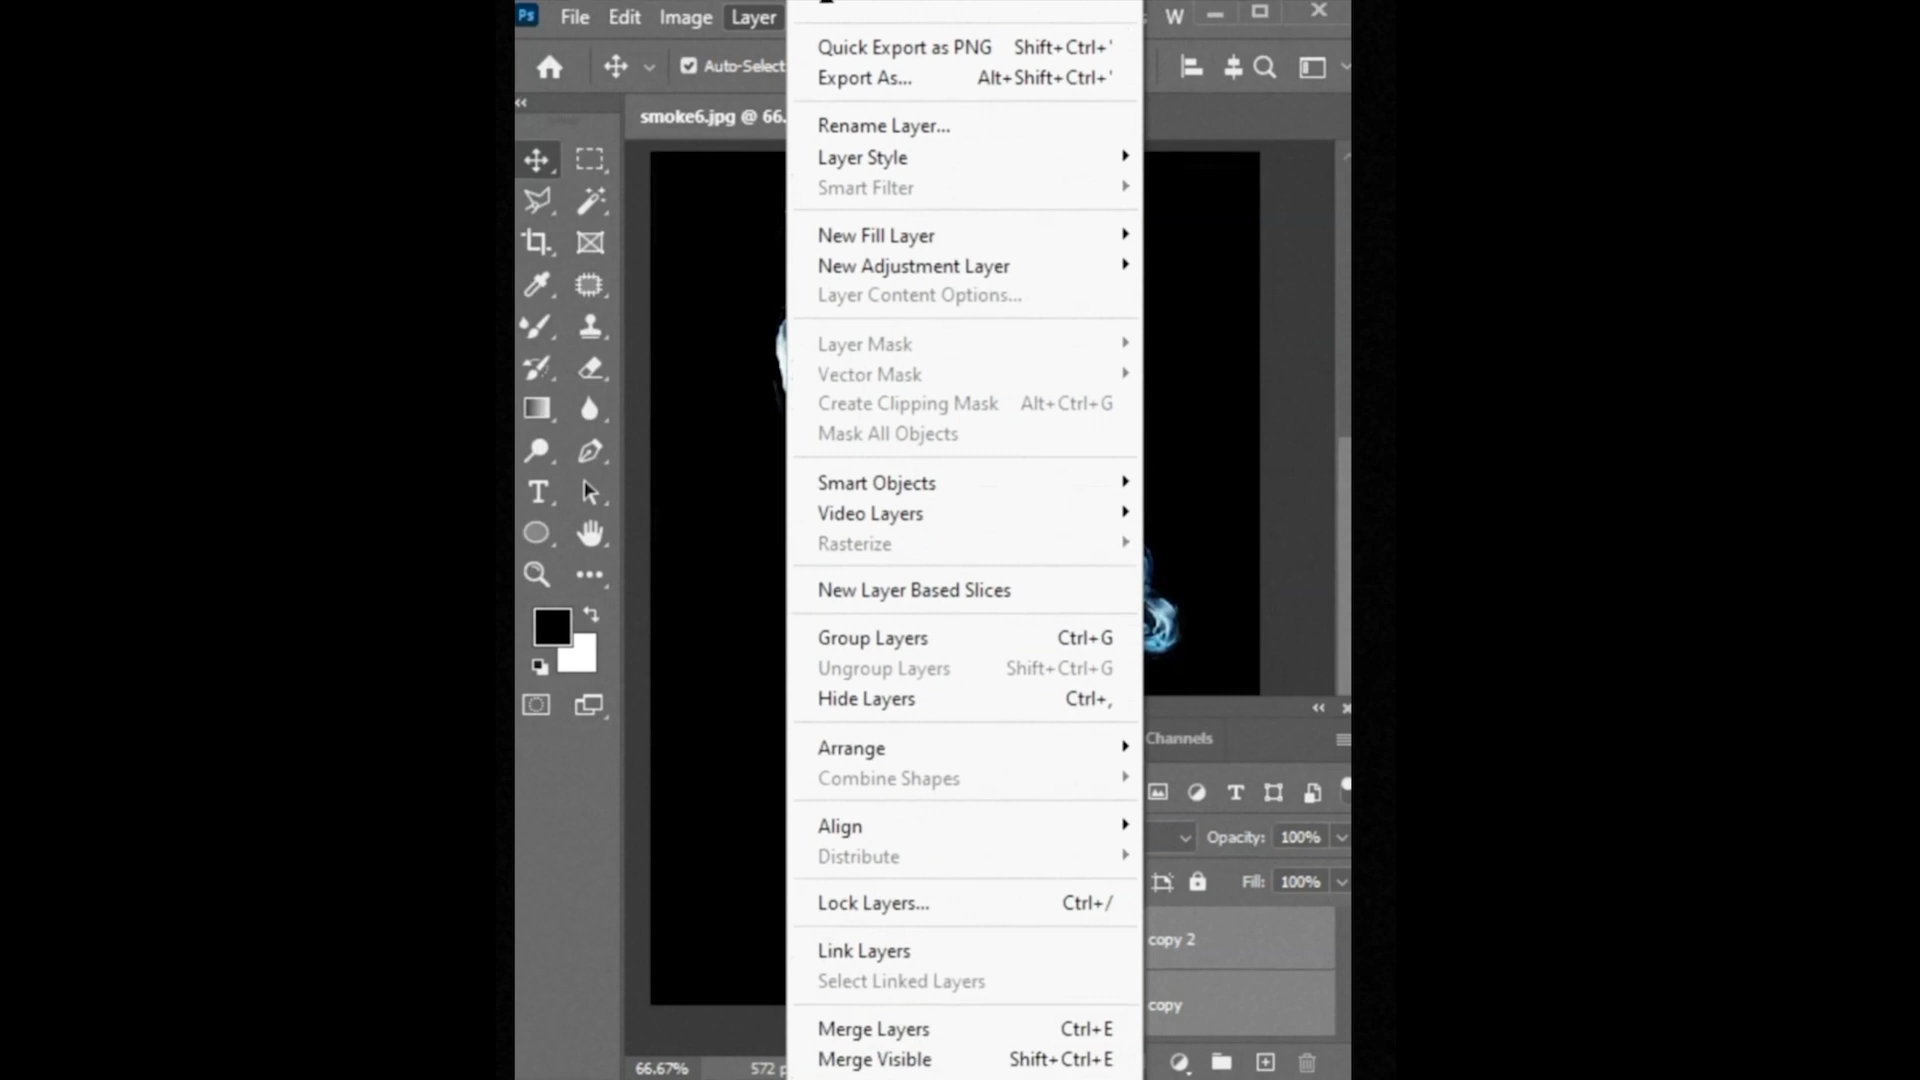 Ps File Edit Image Layer W
Auto-Select
smoke6.jpg @ 66.
Quick Export as PNG Shift+Ctrl+'
Export As... Alt+Shift+Ctrl+'
Rename Layer...
Layer Style
Smart Filter
New Fill Layer
New Adjustment Layer
Layer Content Options...
Layer Mask
Vector Mask
Create Clipping Mask Alt+Ctrl+G
Mask All Objects
Smart Objects
Video Layers
Rasterize
New Layer Based Slices
Group Layers Ctrl+G
Ungroup Layers Shift+Ctrl+G
Hide Layers Ctrl+,
Arrange
Combine Shapes
Align
Distribute
Lock Layers... Ctrl+/
Link Layers
Select Linked Layers
Merge Layers Ctrl+E
Merge Visible Shift+Ctrl+E
Channels
Opacity: 100%
Fill: 100%
copy 2
copy
66.67% 572 p